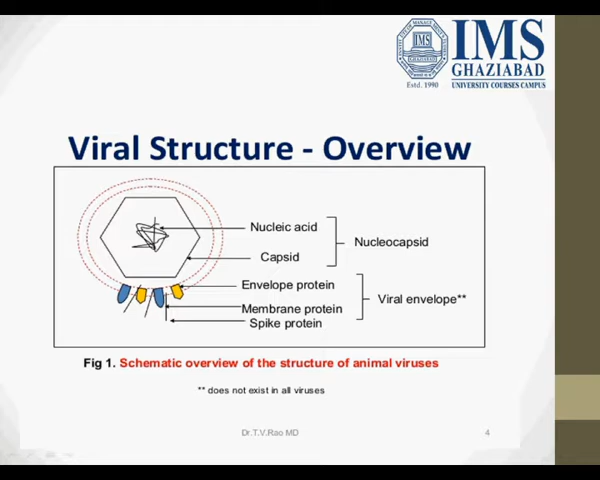 IMS
GHAZIABAD
Estd. 1990
UNIVERSITY COURSES CAMPUS
Viral Structure - Overview
Nucleic acid
Nucleocapsid
Capsid
Envelope protein
Viral envelope**
Membrane protein
Spike protein
Fig 1. Schematic overview of the structure of animal viruses
** does not exist in all viruses
Dr.T.V.Rao MD
4